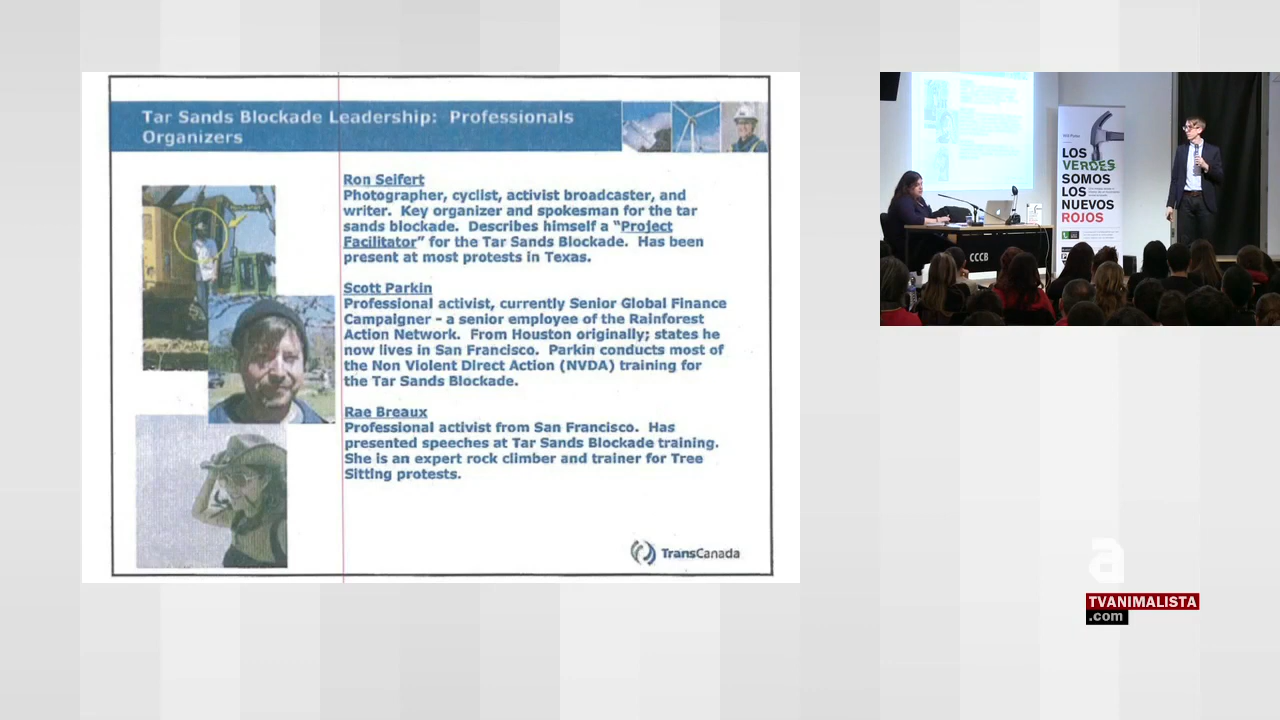 Tar Sands Blockade Leadership: Professionals
Organizers
Ron Seifert
Photographer, cyclist, activist broadcaster, and
writer. Key organizer and spokesman for the tar
sands blockade. Describes himself a "Project
Facilitator" for the Tar Sands Blockade. Has been
present at most protests in Texas.
Scott Parkin
Professional activist, currently Senior Global Finance
Campaigner - a senior employee of the Rainforest
Action Network. From Houston originally; states he
now lives in San Francisco. Parkin conducts most of
the Non Violent Direct Action (NVDA) training for
the Tar Sands Blockade.
Rae Breaux
Professional activist from San Francisco. Has
presented speeches at Tar Sands Blockade training.
She is an expert rock climber and trainer for Tree
Sitting protests.
TransCanada
Will Potter
LOS
VERDES
SOMOS
LOS
NUEVOS
ROJOS
CCCB
a
TVANIMALISTA
.com